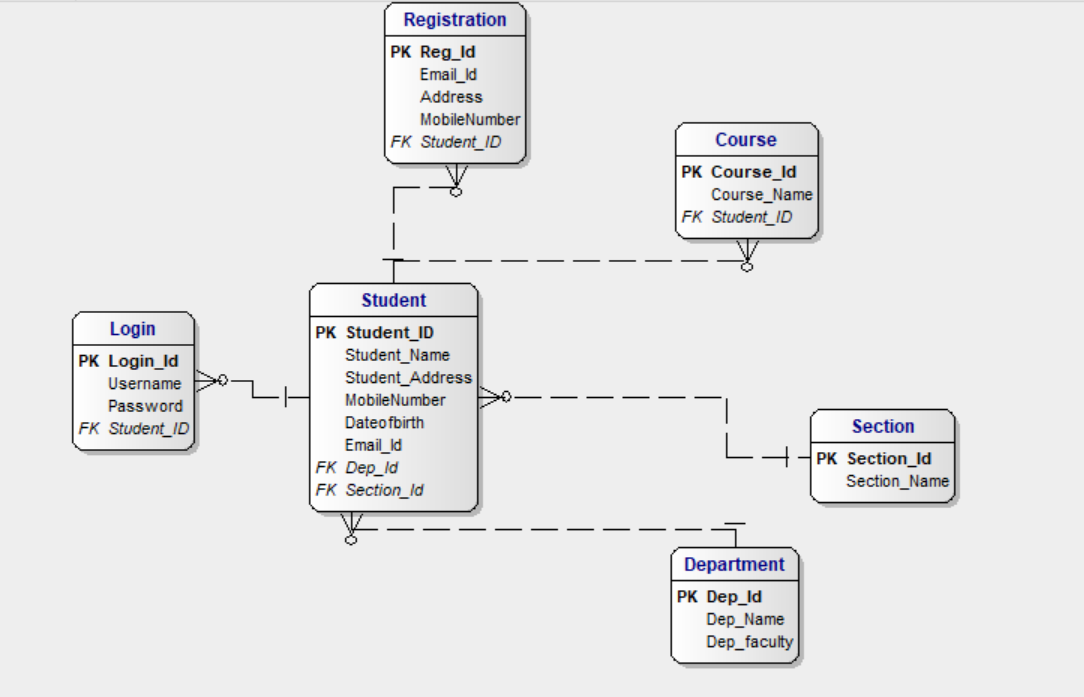 Registration
PK Reg_Id
Email_Id
Address
MobileNumber
FK Student_ID
Course
PK Course_Id
Course_Name
FK Student_ID
Student
PK Student_ID
Student_Name
Student_Address
MobileNumber
Dateofbirth
Email_Id
FK Dep_Id
FK Section_Id
Login
PK Login_Id
Username
Password
FK Student_ID
Section
PK Section_Id
Section_Name
Department
PK Dep_Id
Dep_Name
Dep_faculty